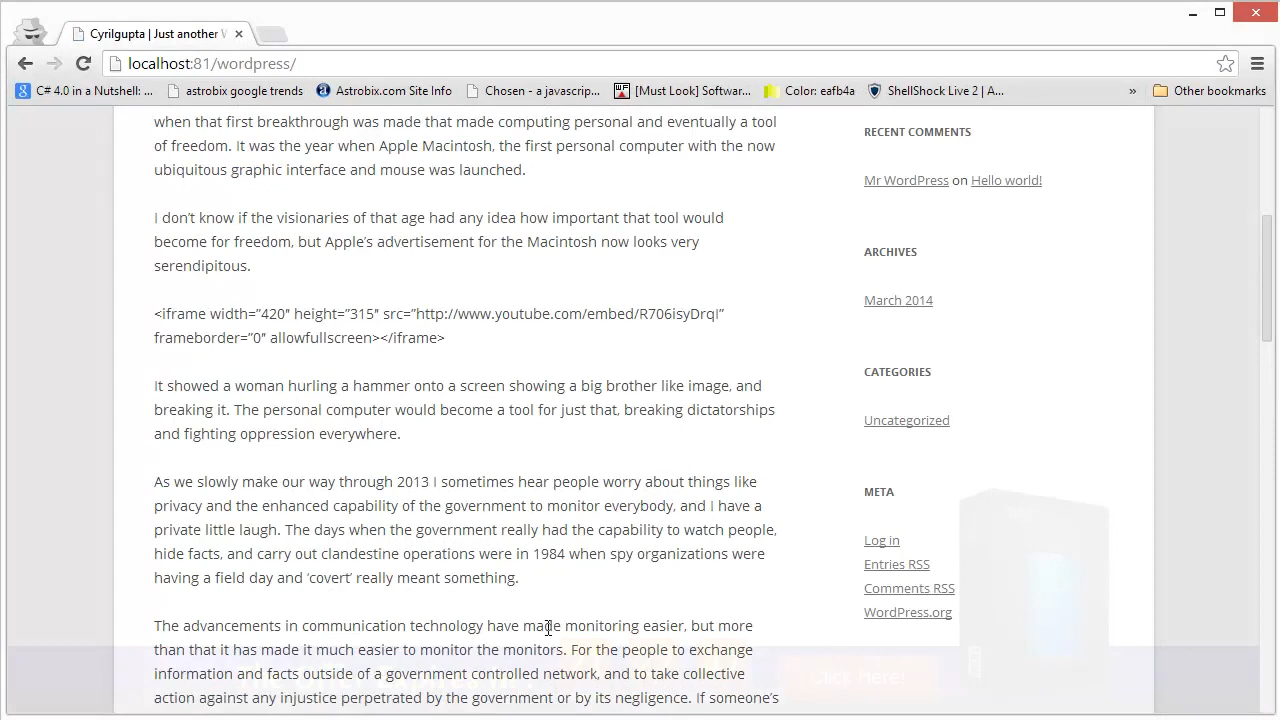 Cyrilgupta | Just another W
localhost:81/wordpress/
C# 4.0 in a Nutshell: ...
astrobix google trends
Astrobix.com Site Info
Chosen - a javascrip...
[Must Look] Softwar...
Color: eafb4a
ShellShock Live 2 | A...
»
Other bookmarks
when that first breakthrough was made that made computing personal and eventually a tool
of freedom. It was the year when Apple Macintosh, the first personal computer with the now
ubiquitous graphic interface and mouse was launched.
I don’t know if the visionaries of that age had any idea how important that tool would
become for freedom, but Apple’s advertisement for the Macintosh now looks very
serendipitous.
<iframe width=”420″ height=”315″ src=”http://www.youtube.com/embed/R706isyDrqI”
frameborder=”0″ allowfullscreen></iframe>
It showed a woman hurling a hammer onto a screen showing a big brother like image, and
breaking it. The personal computer would become a tool for just that, breaking dictatorships
and fighting oppression everywhere.
As we slowly make our way through 2013 I sometimes hear people worry about things like
privacy and the enhanced capability of the government to monitor everybody, and I have a
private little laugh. The days when the government really had the capability to watch people,
hide facts, and carry out clandestine operations were in 1984 when spy organizations were
having a field day and ‘covert’ really meant something.
The advancements in communication technology have made monitoring easier, but more
than that it has made it much easier to monitor the monitors. For the people to exchange
information and facts outside of a government controlled network, and to take collective
action against any injustice perpetrated by the government or by its negligence. If someone’s
RECENT COMMENTS
Mr WordPress on Hello world!
ARCHIVES
March 2014
CATEGORIES
Uncategorized
META
Log in
Entries RSS
Comments RSS
WordPress.org
Click here!